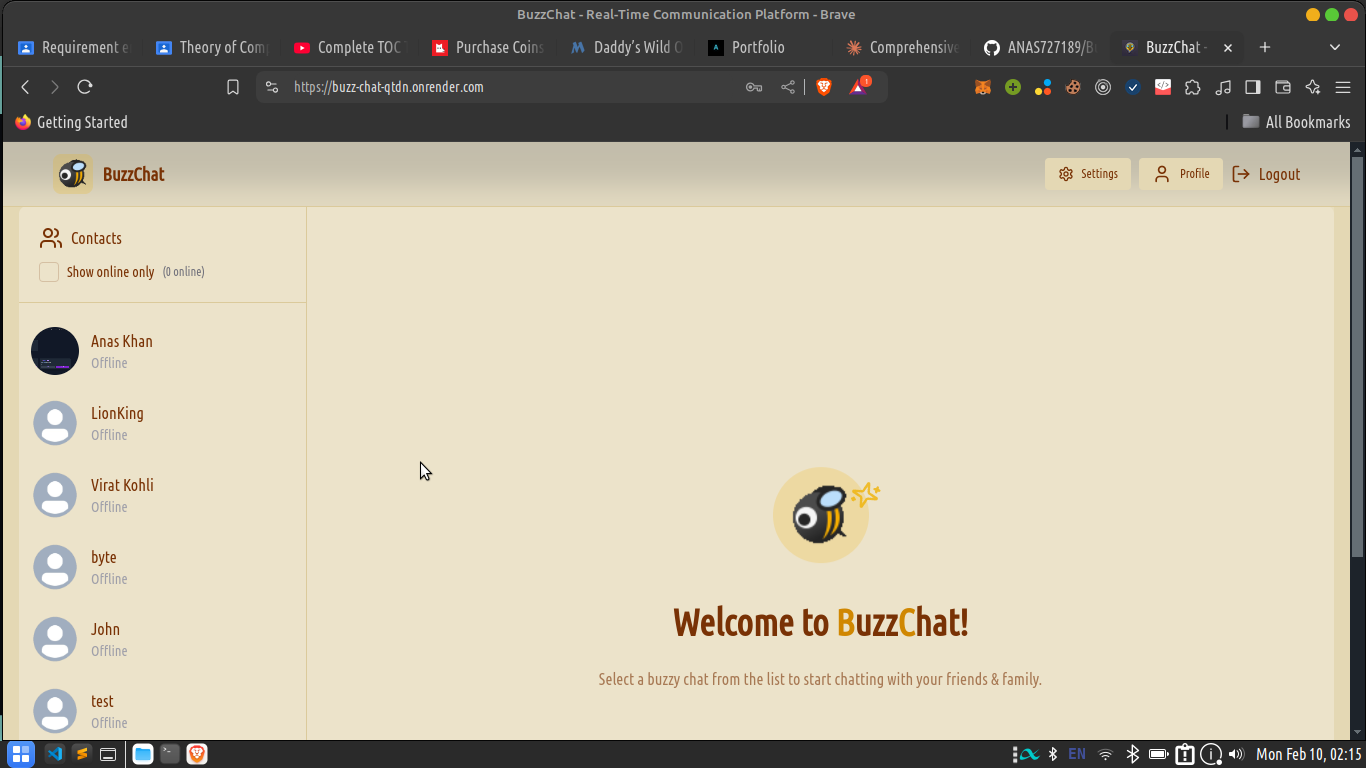 BuzzChat - Real-Time Communication Platform - Brave
Requirement e
Theory of Comp
Complete TOC
Purchase Coins
Daddy's Wild O
Portfolio
Comprehensive
ANAS727189/B
BuzzChat -
https://buzz-chat-qtdn.onrender.com
Getting Started
All Bookmarks
BuzzChat
Settings
Profile
Logout
Contacts
Show online only (0 online)
Anas Khan
Offline
LionKing
Offline
Virat Kohli
Offline
byte
Offline
John
Offline
test
Offline
Welcome to BuzzChat!
Select a buzzy chat from the list to start chatting with your friends & family.
EN
Mon Feb 10, 02:15